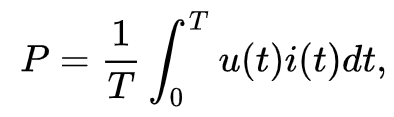 P = \frac{1}{T} \int_0^T u(t)i(t)dt,